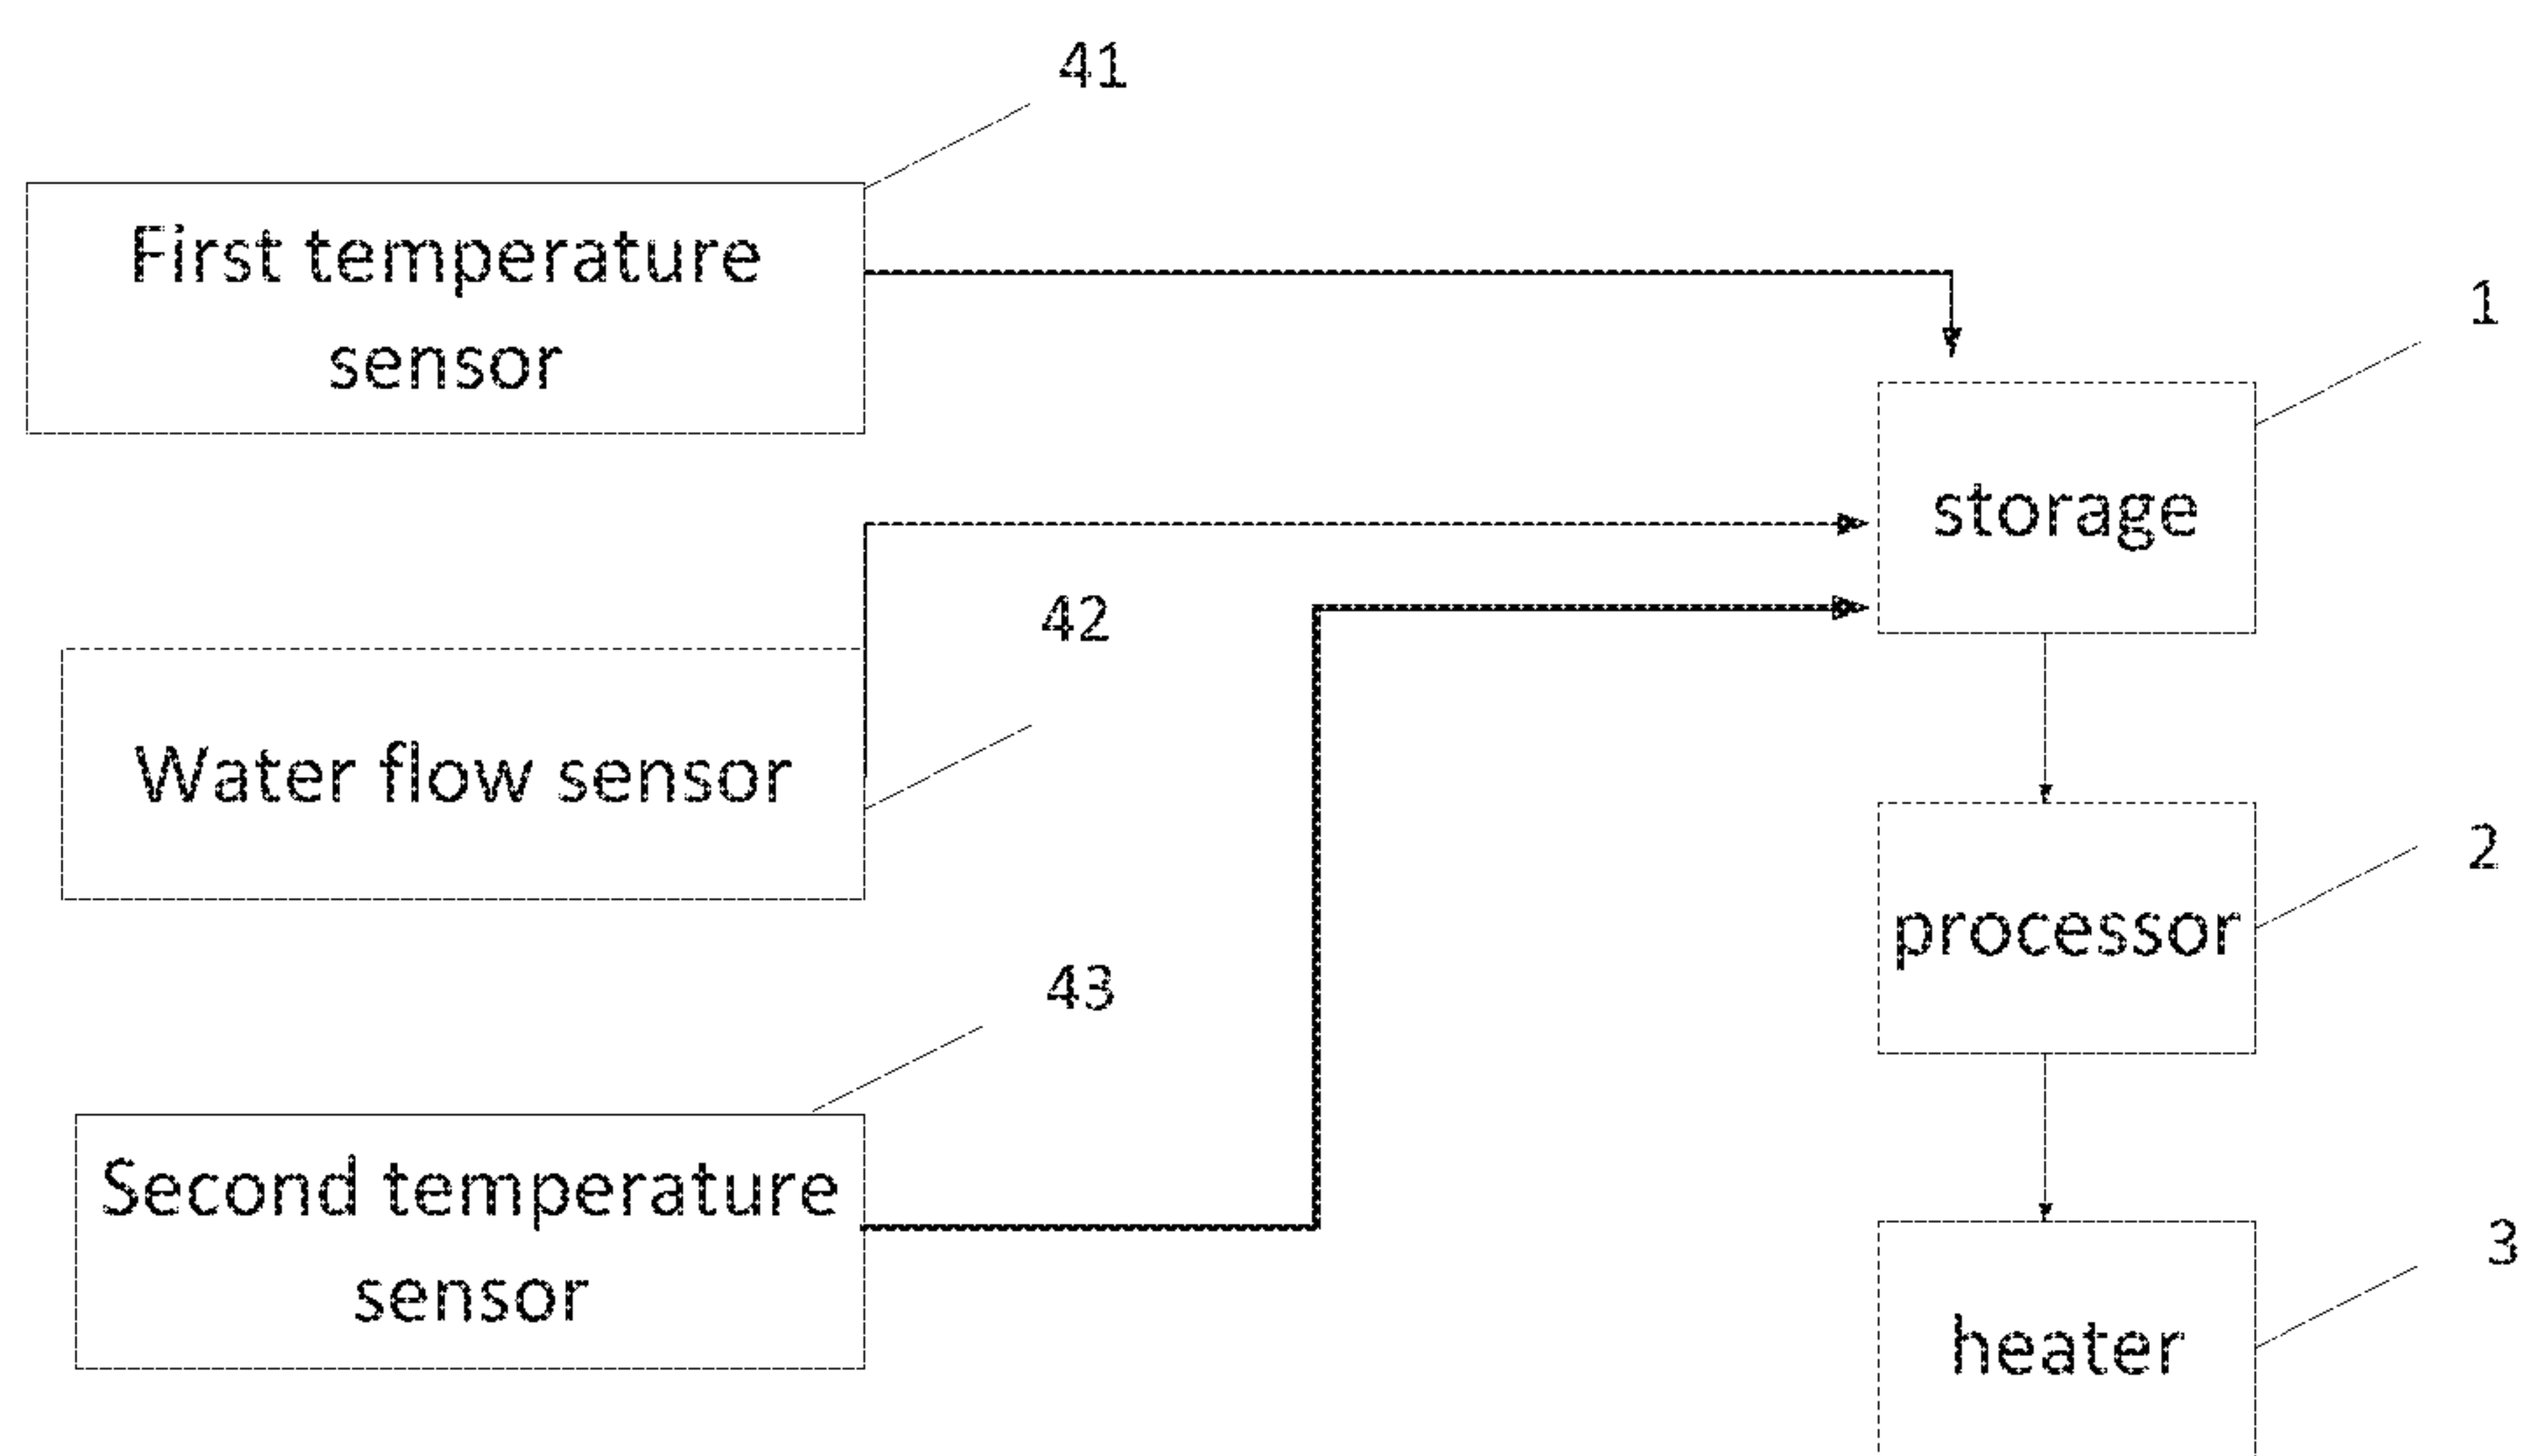 41
First temperature
sensor
1
storage
42
Water flow sensor
2
processor
43
Second temperature
sensor
3
heater